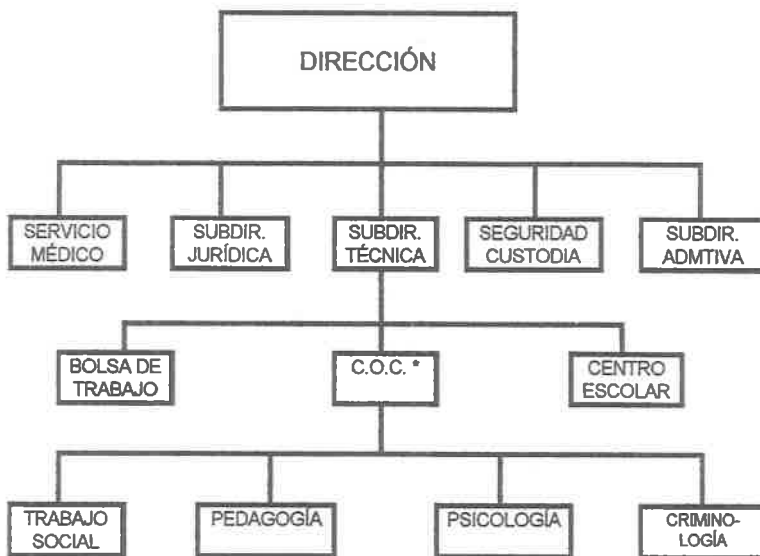 DIRECCIÓN
SERVICIO
MÉDICO
SUBDIR.
JURÍDICA
SUBDIR.
TÉCNICA
SEGURIDAD
CUSTODIA
SUBDIR.
ADMTIVA
BOLSA DE
TRABAJO
C.O.C. *
CENTRO
ESCOLAR
TRABAJO
SOCIAL
PEDAGOGÍA
PSICOLOGÍA
CRIMINO-
LOGÍA